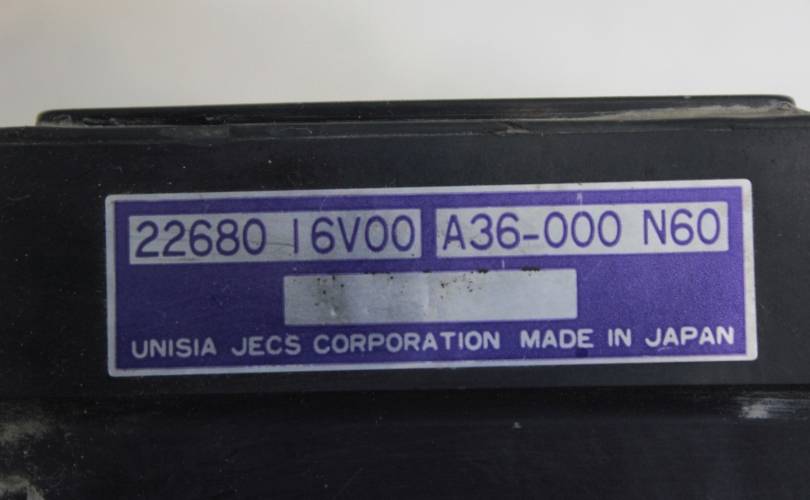 22680 16V00 A36-000 N60
UNISIA JECS CORPORATION MADE IN JAPAN